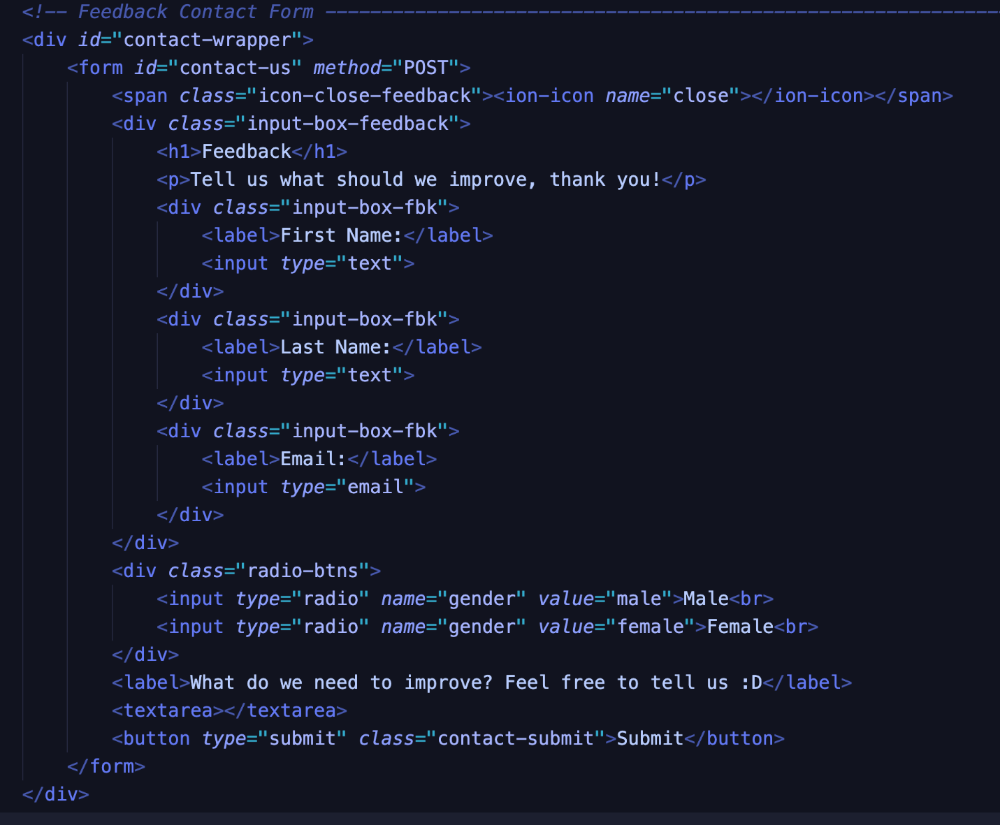 <!-- Feedback Contact Form ------------------------------------------------------------
<div id="contact-wrapper">
    <form id="contact-us" method="POST">
        <span class="icon-close-feedback"><ion-icon name="close"></ion-icon></span>
        <div class="input-box-feedback">
            <h1>Feedback</h1>
            <p>Tell us what should we improve, thank you!</p>
            <div class="input-box-fbk">
                <label>First Name:</label>
                <input type="text">
            </div>
            <div class="input-box-fbk">
                <label>Last Name:</label>
                <input type="text">
            </div>
            <div class="input-box-fbk">
                <label>Email:</label>
                <input type="email">
            </div>
        </div>
        <div class="radio-btns">
            <input type="radio" name="gender" value="male">Male<br>
            <input type="radio" name="gender" value="female">Female<br>
        </div>
        <label>What do we need to improve? Feel free to tell us :D</label>
        <textarea></textarea>
        <button type="submit" class="contact-submit">Submit</button>
    </form>
</div>